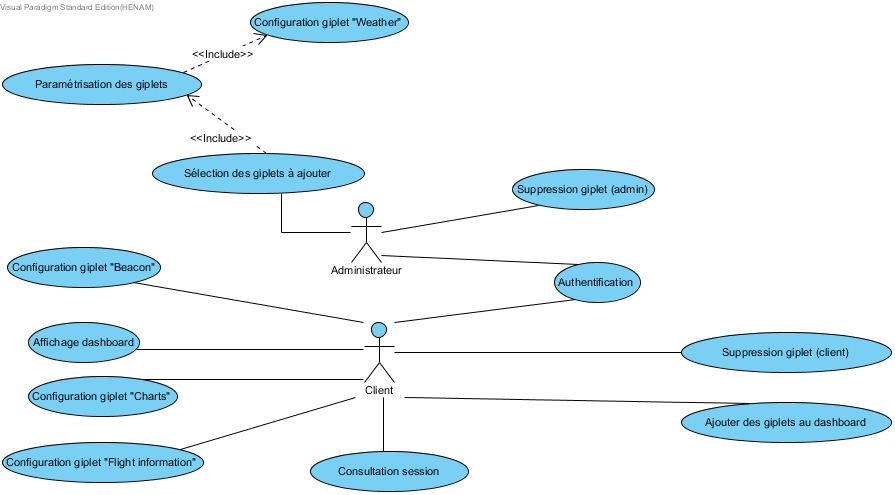 Visual Paradigm Standard Edition(HENAM)
Configuration giplet "Weather"
<<Include>>
Paramétrisation des giplets
<<Include>>
Sélection des giplets à ajouter
Suppression giplet (admin)
Administrateur
Configuration giplet "Beacon"
Authentification
Affichage dashboard
Suppression giplet (client)
Client
Configuration giplet "Charts"
Ajouter des giplets au dashboard
Configuration giplet "Flight information"
Consultation session